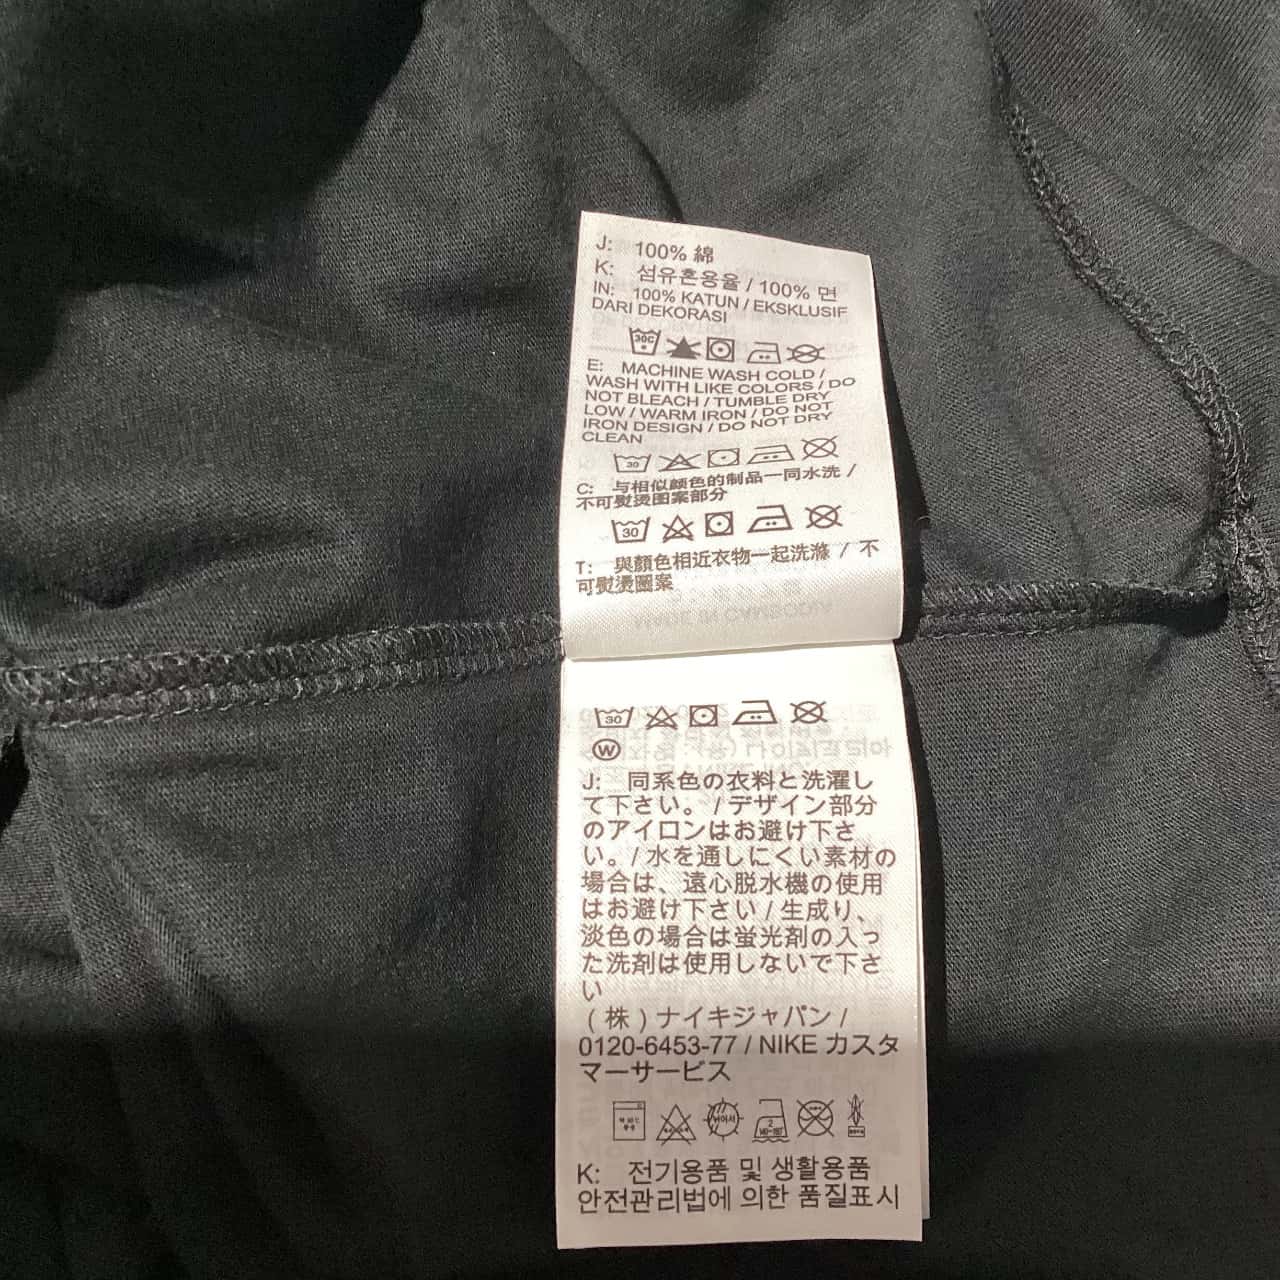 J: 100% 綿
K: 섬유혼용율 / 100% 면
IN: 100% KATUN / EKSKLUSIF
DARI DEKORASI
30C
E: MACHINE WASH COLD /
WASH WITH LIKE COLORS / DO
NOT BLEACH / TUMBLE DRY
LOW / WARM IRON / DO NOT
IRON DESIGN / DO NOT DRY
CLEAN
30
C: 与相似颜色的制品一同水洗 /
不可熨烫图案部分
30
T: 與顏色相近衣物一起洗滌 / 不
可熨燙圖案
MADE IN CAMBODIA
30
W
J: 同系色の衣料と洗濯し
て下さい。 / デザイン部分
のアイロンはお避け下さ
い。/ 水を通しにくい素材の
場合は、遠心脱水機の使用
はお避け下さい / 生成り、
淡色の場合は蛍光剤の入っ
た洗剤は使用しないで下さ
い
( 株 ) ナイキジャパン /
0120-6453-77 / NIKE カスタ
マーサービス
K: 전기용품 및 생활용품
안전관리법에 의한 품질표시